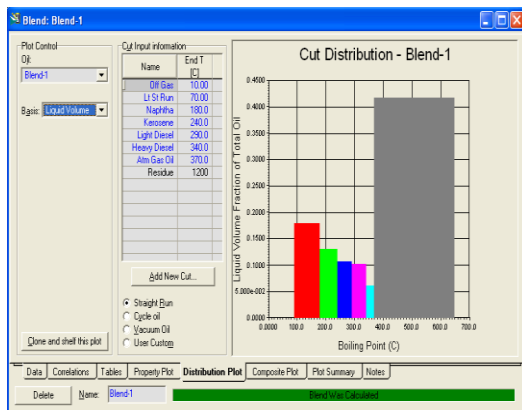 Blend: Blend-1
Plot Control
Oil:
Blend-1
Basis: Liquid Volume
Clone and shell this plot
Cut Input information
Name End T [C]
Off Gas 10.00
Lt St Run 70.00
Naphtha 180.0
Kerosene 240.0
Light Diesel 290.0
Heavy Diesel 340.0
Atm Gas Oil 370.0
Residue 1200
Add New Cut...
Straight Run
Cycle oil
Vacuum Oil
User Custom
Cut Distribution - Blend-1
Liquid Volume Fraction of Total Oil
0.4500
0.4000
0.3500
0.3000
0.2500
0.2000
0.1500
0.1000
5.000e-002
0.0000
0.0000 100.0 200.0 300.0 400.0 500.0 600.0 700.0
Boiling Point (C)
Data Correlations Tables Property Plot Distribution Plot Composite Plot Plot Summary Notes
Delete Name: Blend-1 Blend Was Calculated